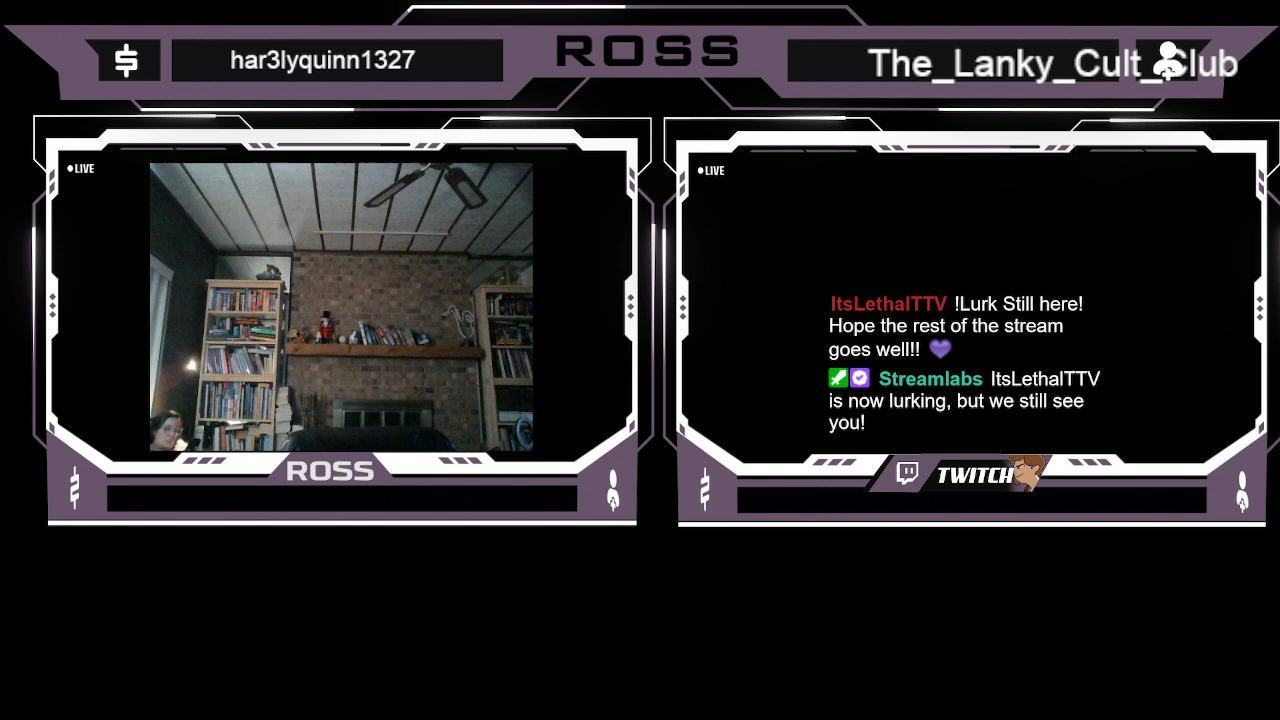 har3lyquinn1327
ROSS
The_Lanky_Cult_Club
LIVE
LIVE
ItsLethalTTV !Lurk Still here!
Hope the rest of the stream
goes well!!
Streamlabs ItsLethalTTV
is now lurking, but we still see
you!
ROSS
TWITCH